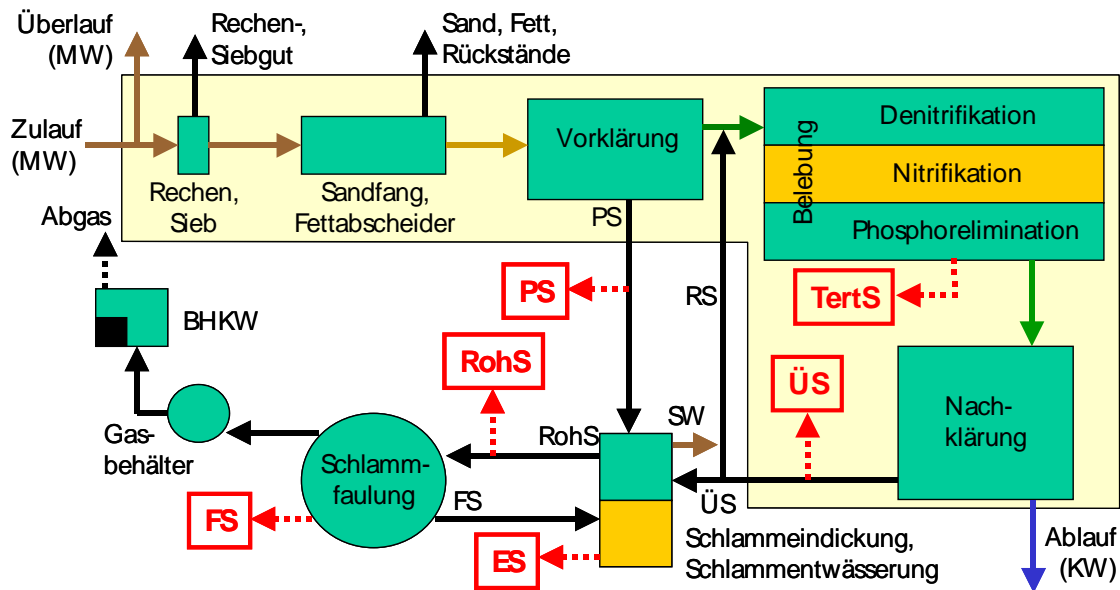 Überlauf
(MW)
Rechen-,
Siebgut
Sand, Fett,
Rückstände
Zulauf
(MW)
Rechen,
Sieb
Sandfang,
Fettabscheider
Vorklärung
Belebung
Denitrifikation
Nitrifikation
Phosphorelimination
Abgas
PS
PS
RS
TertS
BHKW
RohS
ÜS
Nach-
klärung
SW
RohS
Gas-
behälter
Schlamm-
faulung
FS
FS
ÜS
ES
Schlammeindickung,
Schlammentwässerung
Ablauf
(KW)